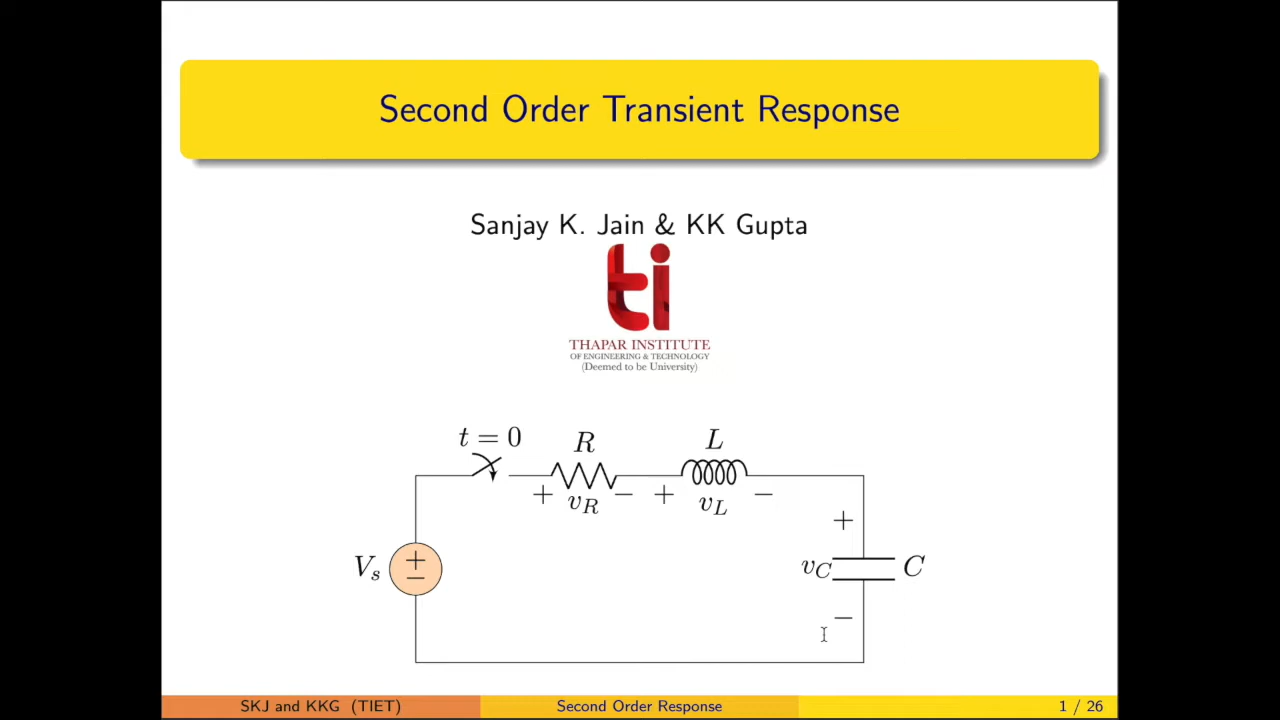 Second Order Transient Response
Sanjay K. Jain & KK Gupta
ti
THAPAR INSTITUTE
OF ENGINEERING & TECHNOLOGY
(Deemed to be University)
t = 0
R
L
+ v_R − + v_L −
+
V_s + −
v_C C
−
SKJ and KKG (TIET) Second Order Response 1 / 26